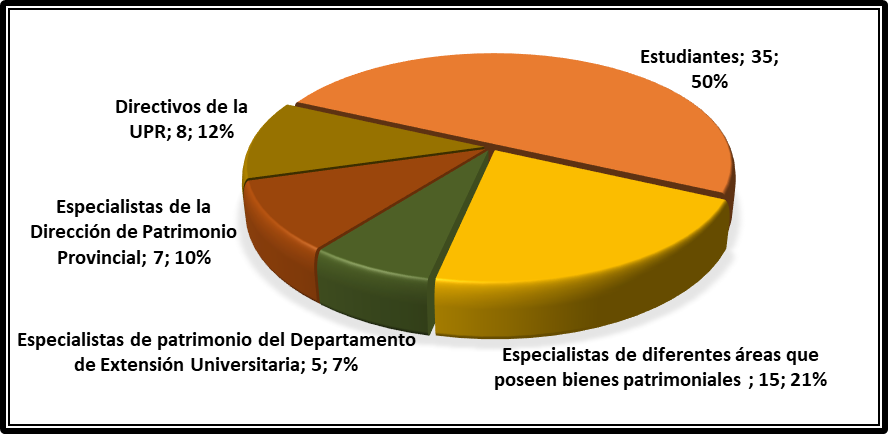 Estudiantes; 35;
50%
Directivos de la
UPR; 8; 12%
Especialistas de la
Dirección de Patrimonio
Provincial; 7; 10%
Especialistas de patrimonio del Departamento
de Extensión Universitaria; 5; 7%
Especialistas de diferentes áreas que
poseen bienes patrimoniales ; 15; 21%